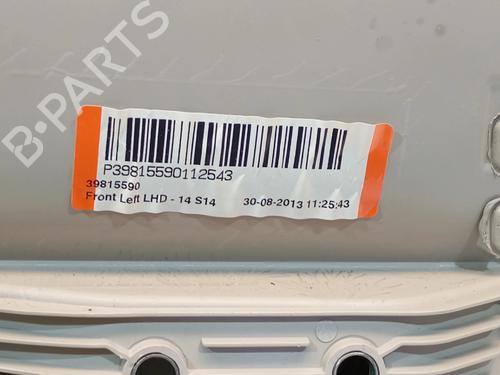 B-PARTS
P39815590112543
39815590
Front Left LHD - 14 S14 30-08-2013 11:25:43